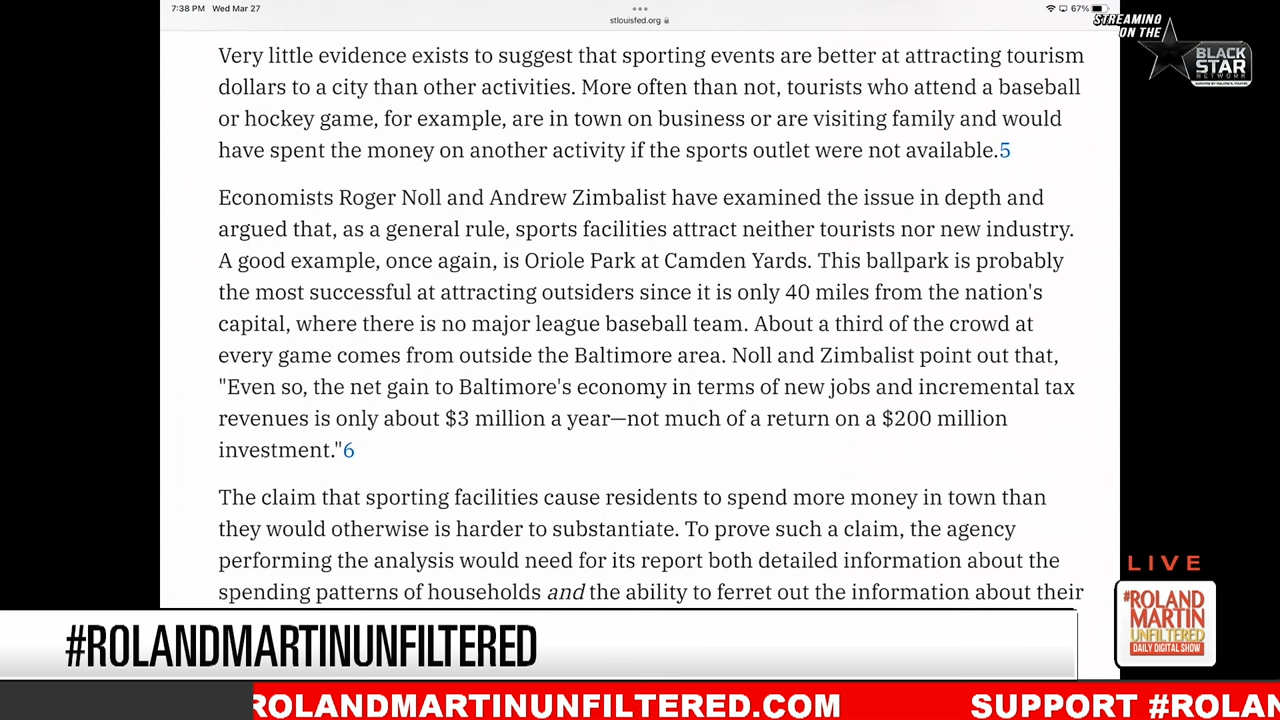 7:38 PM Wed Mar 27
stlouisfed.org
67%
STREAMING
ON THE
BLACK
STAR
NETWORK
Very little evidence exists to suggest that sporting events are better at attracting tourism
dollars to a city than other activities. More often than not, tourists who attend a baseball
or hockey game, for example, are in town on business or are visiting family and would
have spent the money on another activity if the sports outlet were not available.5
Economists Roger Noll and Andrew Zimbalist have examined the issue in depth and
argued that, as a general rule, sports facilities attract neither tourists nor new industry.
A good example, once again, is Oriole Park at Camden Yards. This ballpark is probably
the most successful at attracting outsiders since it is only 40 miles from the nation's
capital, where there is no major league baseball team. About a third of the crowd at
every game comes from outside the Baltimore area. Noll and Zimbalist point out that,
"Even so, the net gain to Baltimore's economy in terms of new jobs and incremental tax
revenues is only about $3 million a year—not much of a return on a $200 million
investment."6
The claim that sporting facilities cause residents to spend more money in town than
they would otherwise is harder to substantiate. To prove such a claim, the agency
performing the analysis would need for its report both detailed information about the
spending patterns of households and the ability to ferret out the information about their
LIVE
#ROLAND
MARTIN
UNFILTERED
DAILY DIGITAL SHOW
#ROLANDMARTINUNFILTERED
ROLANDMARTINUNFILTERED.COM SUPPORT #ROLAN